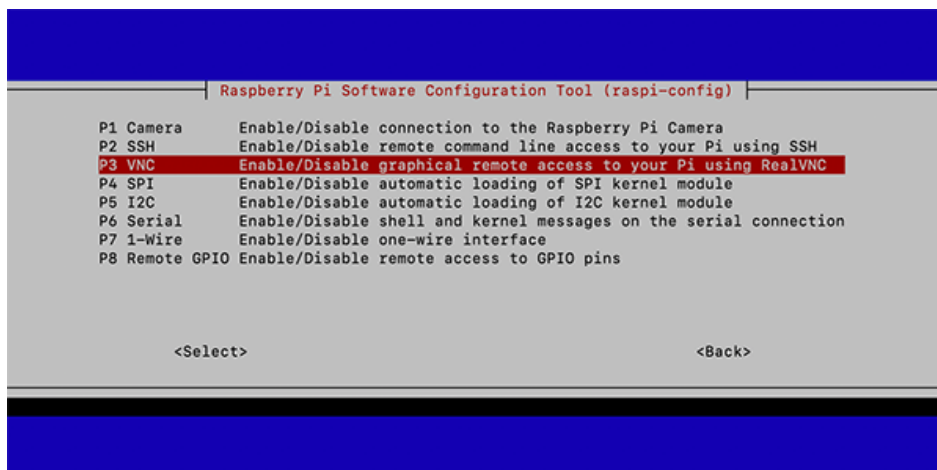 Raspberry Pi Software Configuration Tool (raspi-config)
P1 Camera Enable/Disable connection to the Raspberry Pi Camera
P2 SSH Enable/Disable remote command line access to your Pi using SSH
P3 VNC Enable/Disable graphical remote access to your Pi using RealVNC
P4 SPI Enable/Disable automatic loading of SPI kernel module
P5 I2C Enable/Disable automatic loading of I2C kernel module
P6 Serial Enable/Disable shell and kernel messages on the serial connection
P7 1-Wire Enable/Disable one-wire interface
P8 Remote GPIO Enable/Disable remote access to GPIO pins
<Select> <Back>